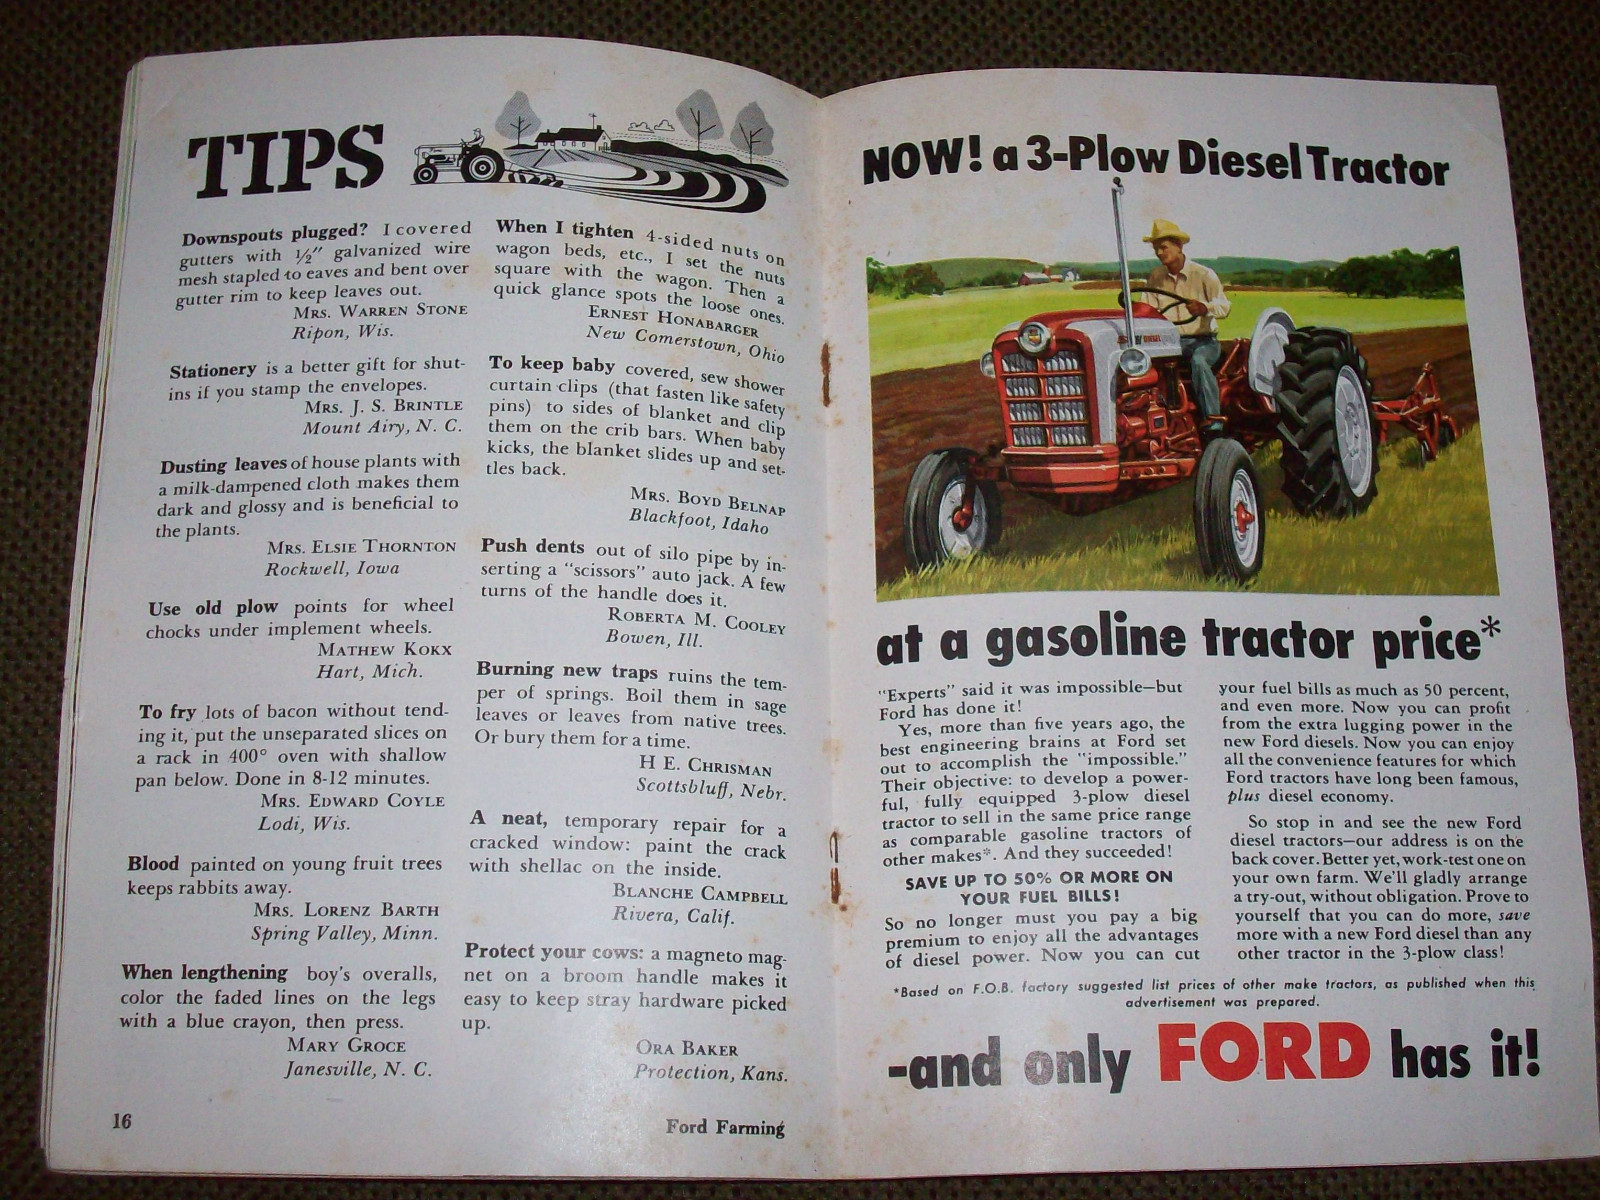 TIPS
Downspouts plugged? I covered
gutters with ½" galvanized wire
mesh stapled to eaves and bent over
gutter rim to keep leaves out.
MRS. WARREN STONE
Ripon, Wis.
Stationery is a better gift for shut-
ins if you stamp the envelopes.
MRS. J. S. BRINTLE
Mount Airy, N. C.
Dusting leaves of house plants with
a milk-dampened cloth makes them
dark and glossy and is beneficial to
the plants.
MRS. ELSIE THORNTON
Rockwell, Iowa
Use old plow points for wheel
chocks under implement wheels.
MATHEW KOKX
Hart, Mich.
To fry lots of bacon without tend-
ing it, put the unseparated slices on
a rack in 400° oven with shallow
pan below. Done in 8-12 minutes.
MRS. EDWARD COYLE
Lodi, Wis.
Blood painted on young fruit trees
keeps rabbits away.
MRS. LORENZ BARTH
Spring Valley, Minn.
When lengthening boy's overalls,
color the faded lines on the legs
with a blue crayon, then press.
MARY GROCE
Janesville, N. C.
When I tighten 4-sided nuts on
wagon beds, etc., I set the nuts
square with the wagon. Then a
quick glance spots the loose ones.
ERNEST HONABARGER
New Comerstown, Ohio
To keep baby covered, sew shower
curtain clips (that fasten like safety
pins) to sides of blanket and clip
them on the crib bars. When baby
kicks, the blanket slides up and set-
tles back.
MRS. BOYD BELNAP
Blackfoot, Idaho
Push dents out of silo pipe by in-
serting a "scissors" auto jack. A few
turns of the handle does it.
ROBERTA M. COOLEY
Bowen, Ill.
Burning new traps ruins the tem-
per of springs. Boil them in sage
leaves or leaves from native trees.
Or bury them for a time.
H E. CHRISMAN
Scottsbluff, Nebr.
A neat, temporary repair for a
cracked window: paint the crack
with shellac on the inside.
BLANCHE CAMPBELL
Rivera, Calif.
Protect your cows: a magneto mag-
net on a broom handle makes it
easy to keep stray hardware picked
up.
ORA BAKER
Protection, Kans.
16
Ford Farming
NOW! a 3-Plow Diesel Tractor
DIESEL
at a gasoline tractor price*
"Experts" said it was impossible—but
Ford has done it!
Yes, more than five years ago, the
best engineering brains at Ford set
out to accomplish the "impossible."
Their objective: to develop a power-
ful, fully equipped 3-plow diesel
tractor to sell in the same price range
as comparable gasoline tractors of
other makes*. And they succeeded!
SAVE UP TO 50% OR MORE ON
YOUR FUEL BILLS!
So no longer must you pay a big
premium to enjoy all the advantages
of diesel power. Now you can cut
your fuel bills as much as 50 percent,
and even more. Now you can profit
from the extra lugging power in the
new Ford diesels. Now you can enjoy
all the convenience features for which
Ford tractors have long been famous,
plus diesel economy.
So stop in and see the new Ford
diesel tractors—our address is on the
back cover. Better yet, work-test one on
your own farm. We'll gladly arrange
a try-out, without obligation. Prove to
yourself that you can do more, save
more with a new Ford diesel than any
other tractor in the 3-plow class!
*Based on F.O.B. factory suggested list prices of other make tractors, as published when this
advertisement was prepared.
-and only FORD has it!